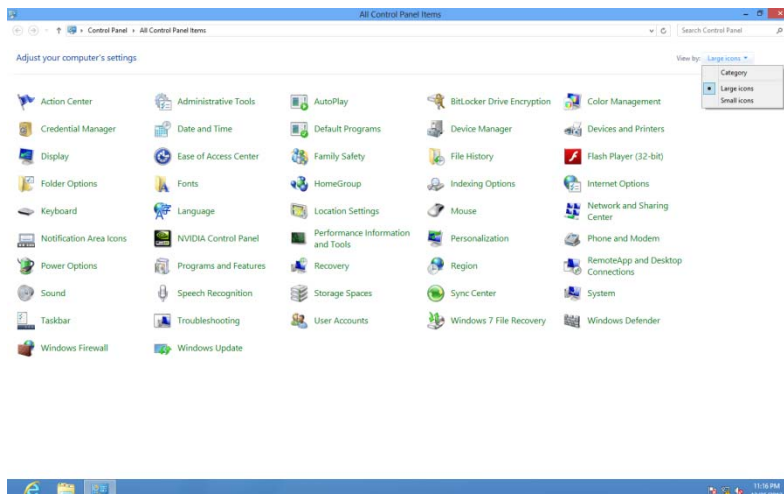 All Control Panel Items
Control Panel
All Control Panel Items
Search Control Panel
Adjust your computer's settings
View by: Large icons
Category
Large icons
Small icons
Action Center
Administrative Tools
AutoPlay
BitLocker Drive Encryption
Color Management
Credential Manager
Date and Time
Default Programs
Device Manager
Devices and Printers
Display
Ease of Access Center
Family Safety
File History
Flash Player (32-bit)
Folder Options
Fonts
HomeGroup
Indexing Options
Internet Options
Keyboard
Language
Location Settings
Mouse
Network and Sharing
Center
Notification Area Icons
NVIDIA Control Panel
Performance Information
and Tools
Personalization
Phone and Modem
Power Options
Programs and Features
Recovery
Region
RemoteApp and Desktop
Connections
Sound
Speech Recognition
Storage Spaces
Sync Center
System
Taskbar
Troubleshooting
User Accounts
Windows 7 File Recovery
Windows Defender
Windows Firewall
Windows Update
11:16 PM